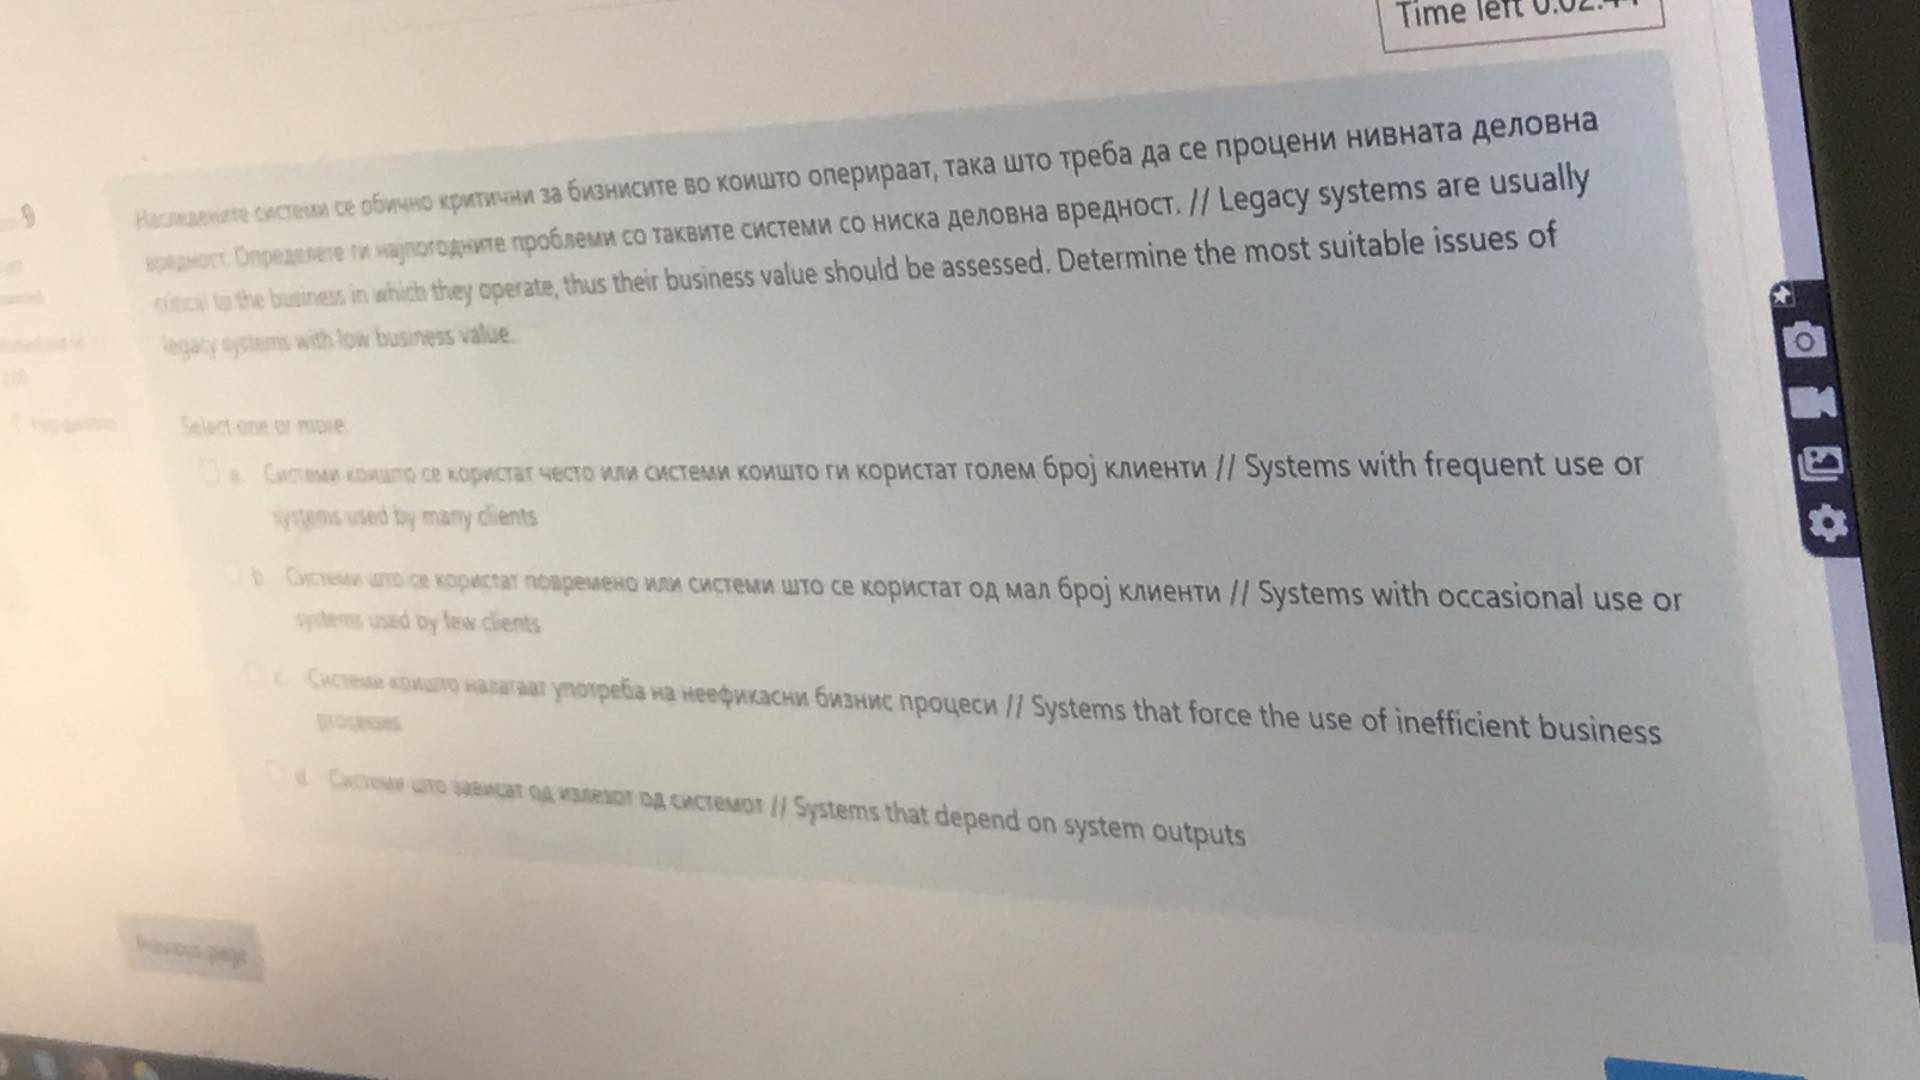 Time left 0:02:44
9
Наследените системи се обично критични за бизнисите во коишто оперираат, така што треба да се процени нивната деловна
вредност. Определете ги најпогодните проблеми со таквите системи со ниска деловна вредност. // Legacy systems are usually
critical to the business in which they operate, thus their business value should be assessed. Determine the most suitable issues of
legacy systems with low business value.
Select one or more:
a. Системи коишто се користат често или системи коишто ги користат голем број клиенти // Systems with frequent use or
systems used by many clients
b. Системи што се користат повремено или системи што се користат од мал број клиенти // Systems with occasional use or
systems used by few clients
c. Системи коишто налагаат употреба на неефикасни бизнис процеси // Systems that force the use of inefficient business
processes
d. Системи што зависат од излезот од системот // Systems that depend on system outputs
Previous page